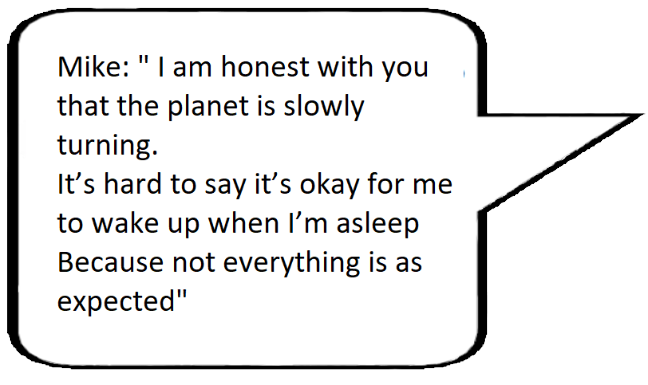 Mike: " I am honest with you
that the planet is slowly
turning.
It’s hard to say it’s okay for me
to wake up when I’m asleep
Because not everything is as
expected"